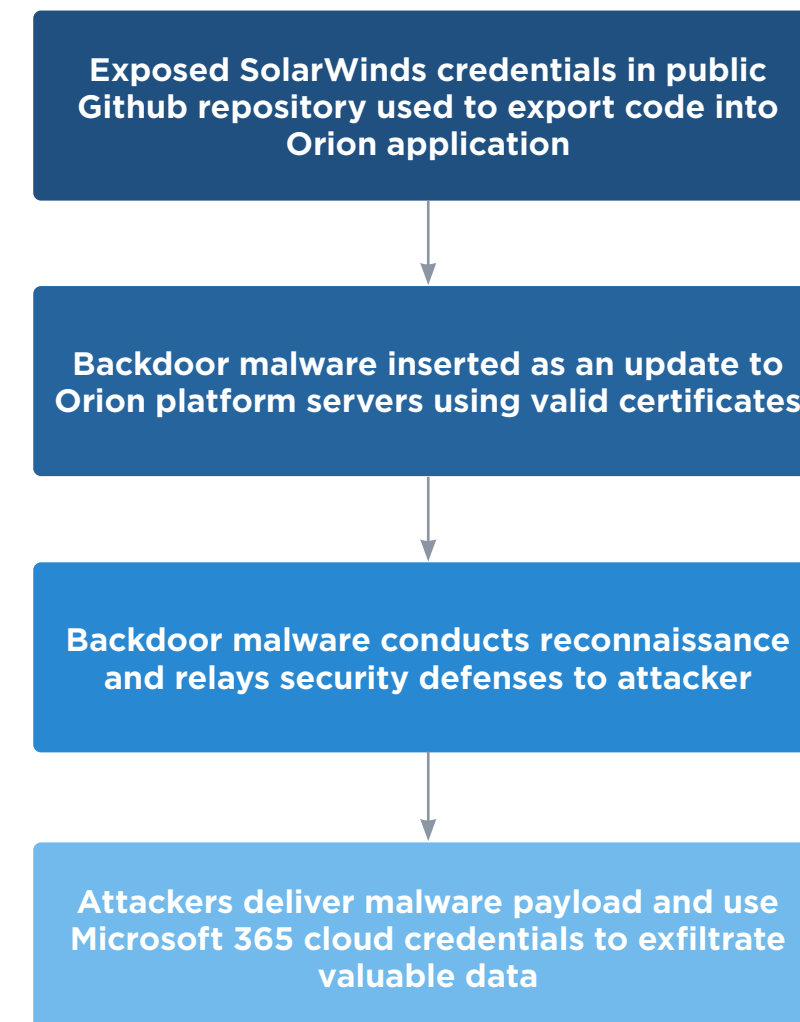 Exposed SolarWinds credentials in public
Github repository used to export code into
Orion application
Backdoor malware inserted as an update to
Orion platform servers using valid certificates
Backdoor malware conducts reconnaissance
and relays security defenses to attacker
Attackers deliver malware payload and use
Microsoft 365 cloud credentials to exfiltrate
valuable data